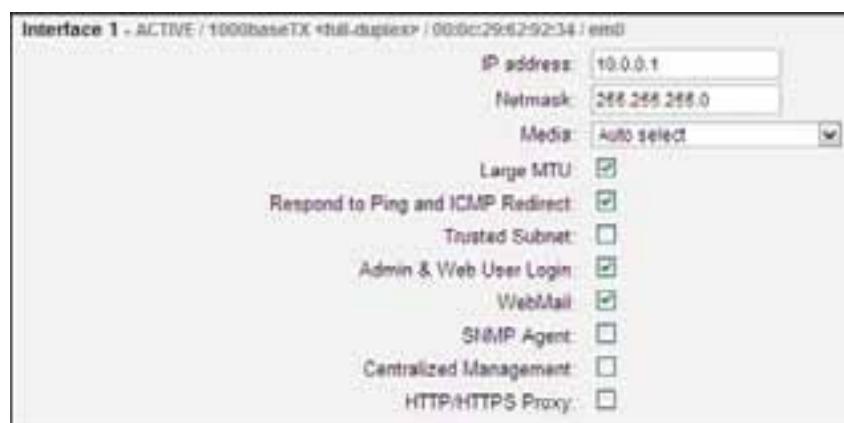 Interface 1 - ACTIVE / 1000baseTX <full-duplex> / 00:0c:29:62:92:34 / em0
IP address: 10.0.0.1
Netmask: 255.255.255.0
Media: Auto select
Large MTU
Respond to Ping and ICMP Redirect:
Trusted Subnet:
Admin & Web User Login:
WebMail
SNMP Agent:
Centralized Management:
HTTP/HTTPS Proxy: